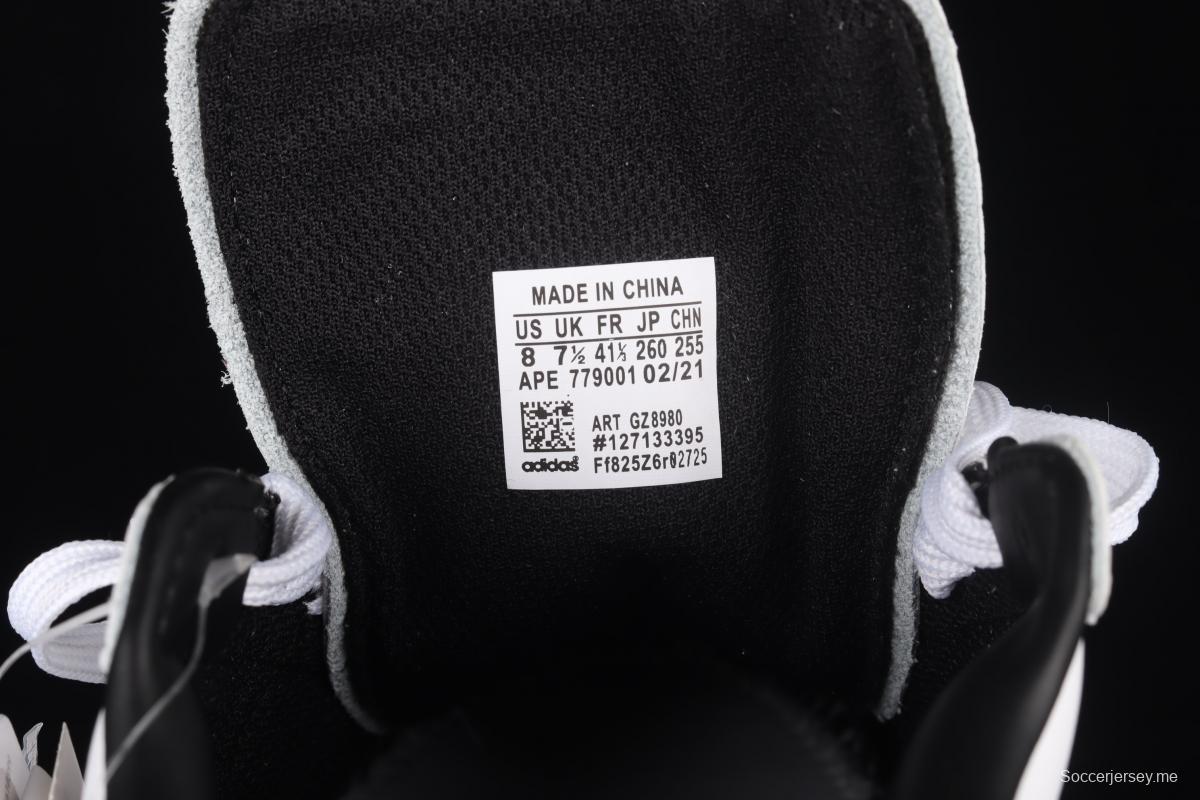 MADE IN CHINA
US UK FR JP CHN
8 7½ 41⅓ 260 255
APE 779001 02/21
ART GZ8980
#127133395
adidas
Ff825Z6r02725
Soccerjersey.me